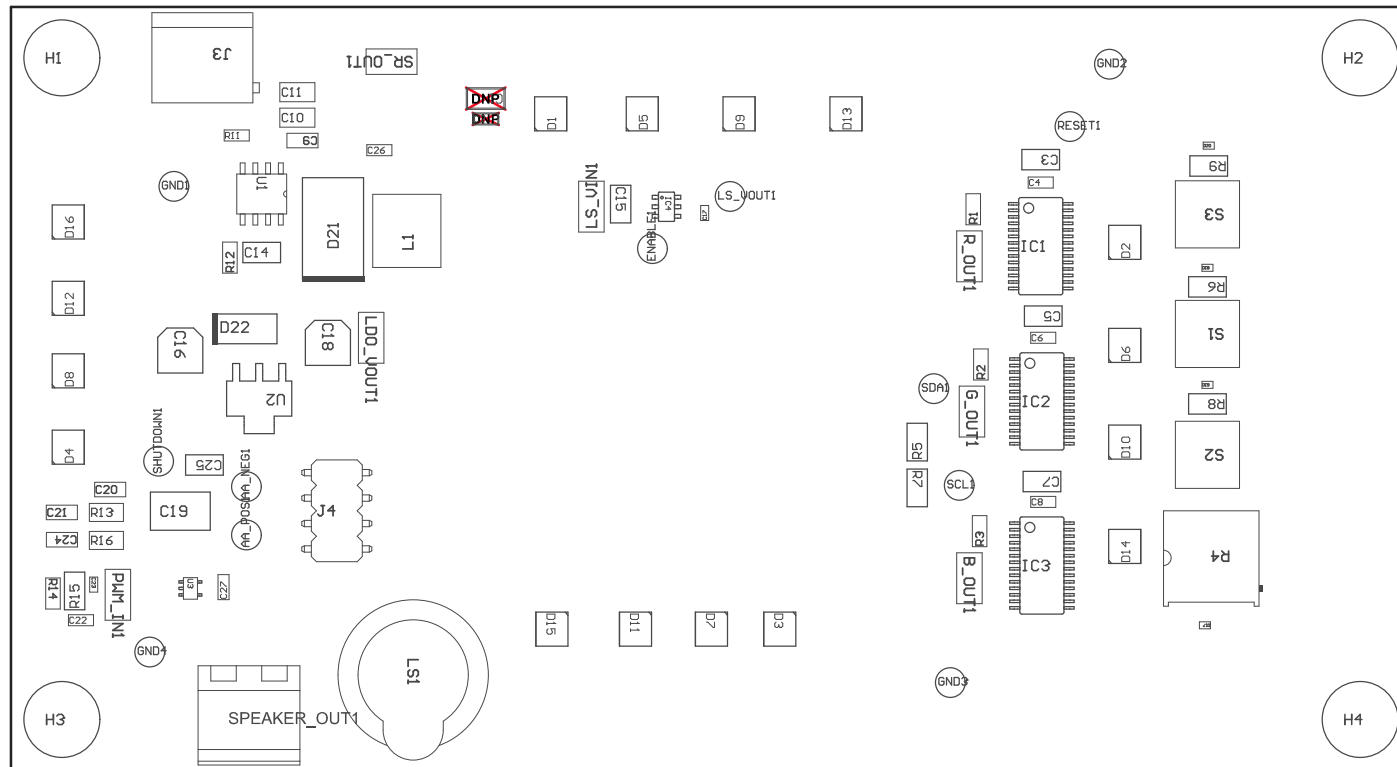 H1
J3
SR_OUT1
C11
C10
R11
C9
C26
DNP
DNP
D1
D5
D9
D13
GND2
H2
RESET1
C3
C4
R9
GND1
U1
D21
L1
LS_VIN1
C15
IC4
LS_VOUT1
ENABLE1
R1
R_OUT1
IC1
D2
S3
D16
R12
C14
D12
C16
D22
C18
LDO_VOUT1
C5
C6
R6
S1
D6
D8
U2
R2
SDA1
G_OUT1
IC2
R8
D4
SHUTDOWN1
C25
AA_NEG1
AA_POS1
R5
R7
SCL1
C7
C8
D10
S2
C20
C21
R13
C19
J4
C24
R16
R3
B_OUT1
IC3
D14
R4
R14
R15
C22
PWM_IN1
U3
C27
GND4
D15
D11
D7
D3
LS1
GND3
H3
SPEAKER_OUT1
H4